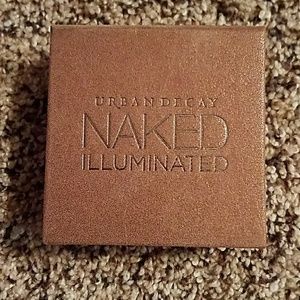 URBAN DECAY
NAKED
ILLUMINATED